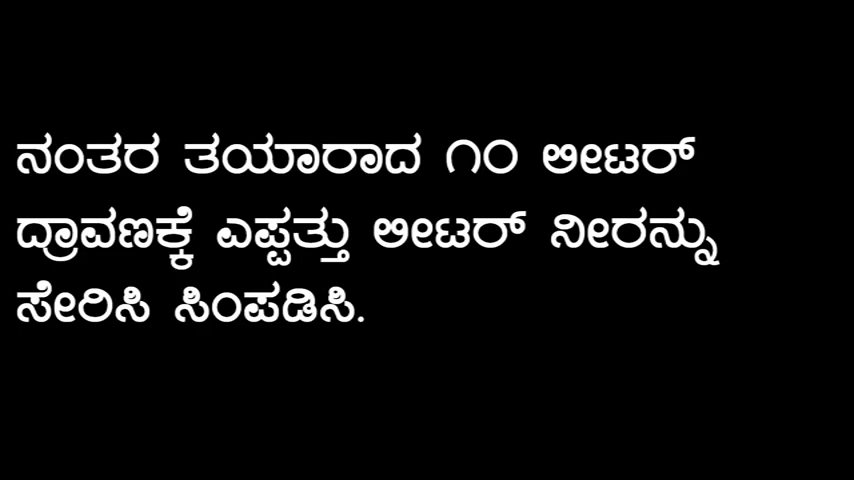 ನಂತರ ತಯಾರಾದ ೧೦ ಲೀಟರ್
ದ್ರಾವಣಕ್ಕೆ ಎಪ್ಪತ್ತು ಲೀಟರ್ ನೀರನ್ನು
ಸೇರಿಸಿ ಸಿಂಪಡಿಸಿ.